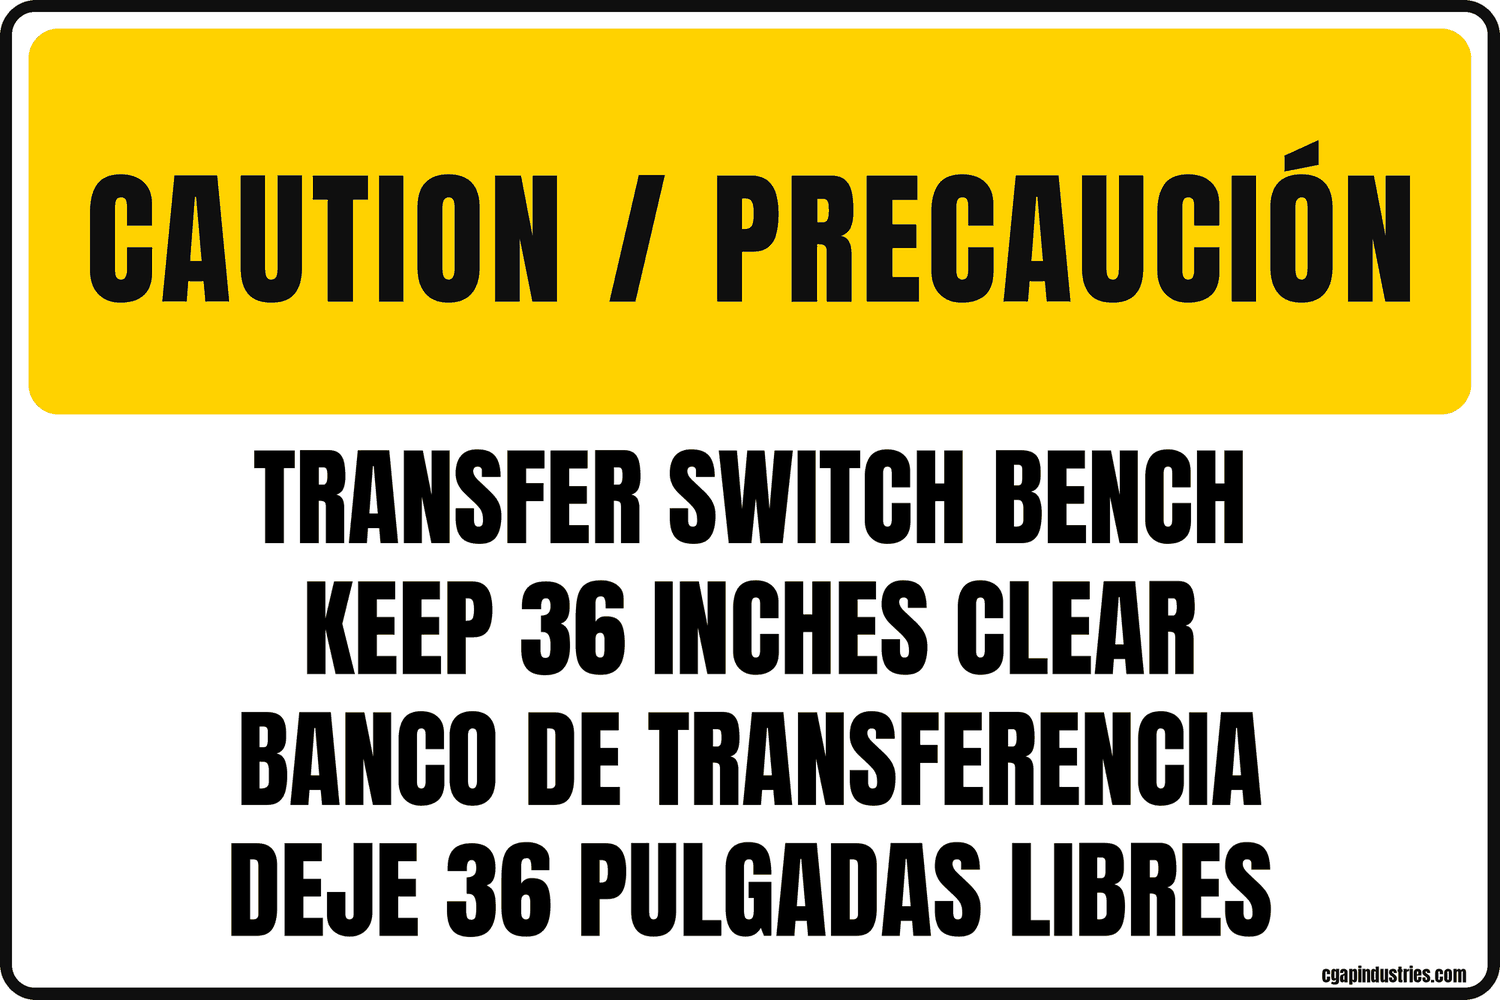 CAUTION / PRECAUCIÓN
TRANSFER SWITCH BENCH
KEEP 36 INCHES CLEAR
BANCO DE TRANSFERENCIA
DEJE 36 PULGADAS LIBRES
cgapindustries.com